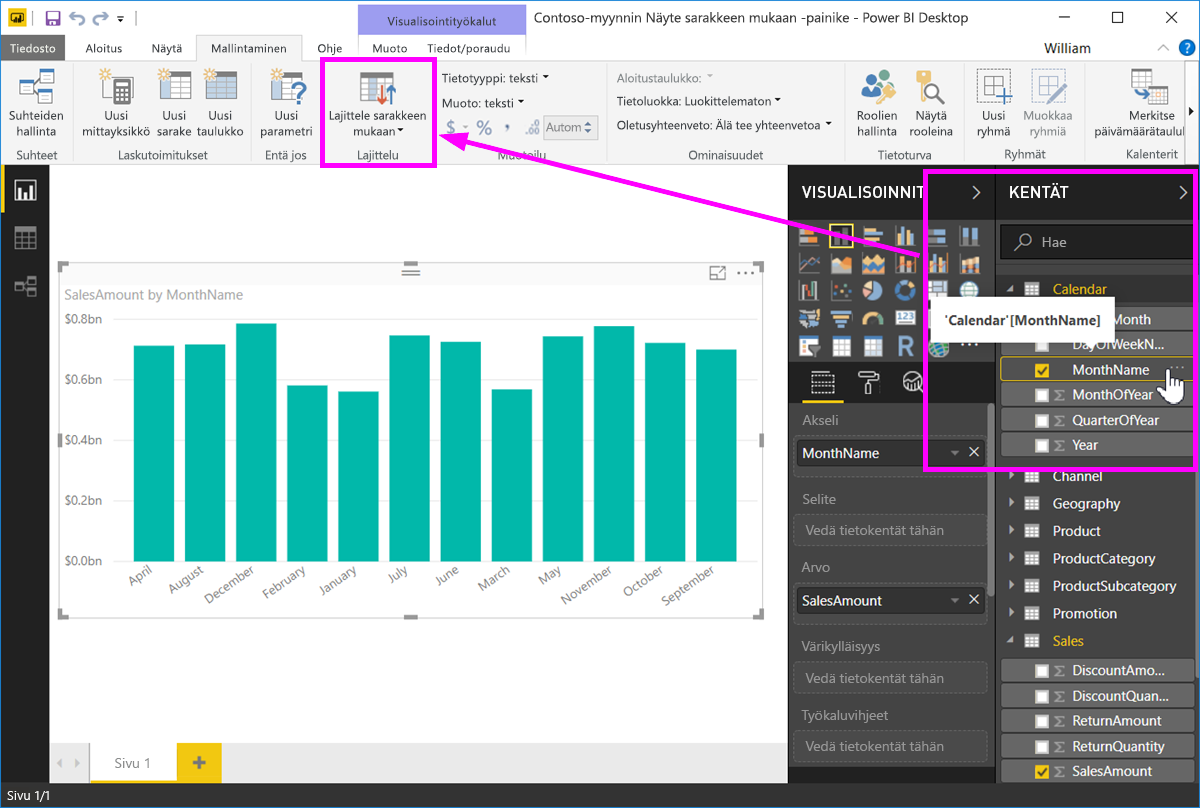 Visualisointityökalut
Contoso-myynnin Näyte sarakkeen mukaan -painike - Power BI Desktop
Tiedosto
Aloitus
Näytä
Mallintaminen
Ohje
Muoto
Tiedot/poraudu
William
Suhteiden
hallinta
Suhteet
Uusi
mittayksikkö
Uusi
sarake
Uusi
taulukko
Laskutoimitukset
Uusi
parametri
Entä jos
Lajittele sarakkeen
mukaan
Lajittelu
Tietotyyppi: teksti
Muoto: teksti
$ % , .00 Autom
Muotoilu
Aloitustaulukko:
Tietoluokka: Luokittelematon
Oletusyhteenveto: Älä tee yhteenvetoa
Ominaisuudet
Roolien
hallinta
Näytä
rooleina
Tietoturva
Uusi
ryhmä
Muokkaa
ryhmiä
Ryhmät
Merkitse
päivämäärätaulul
Kalenterit
SalesAmount by MonthName
$0.8bn
$0.6bn
$0.4bn
$0.2bn
$0.0bn
April
August
December
February
January
July
June
March
May
November
October
September
VISUALISOINNIT
123
R
Akseli
MonthName
Selite
Vedä tietokentät tähän
Arvo
SalesAmount
Värikylläisyys
Vedä tietokentät tähän
Työkaluvihjeet
Vedä tietokentät tähän
KENTÄT
Hae
Calendar
'Calendar'[MonthName]
Month
DayOfWeekN...
MonthName
MonthOfYear
QuarterOfYear
Year
Channel
Geography
Product
ProductCategory
ProductSubcategory
Promotion
Sales
DiscountAmo...
DiscountQuan...
ReturnAmount
ReturnQuantity
SalesAmount
Sivu 1
Sivu 1/1